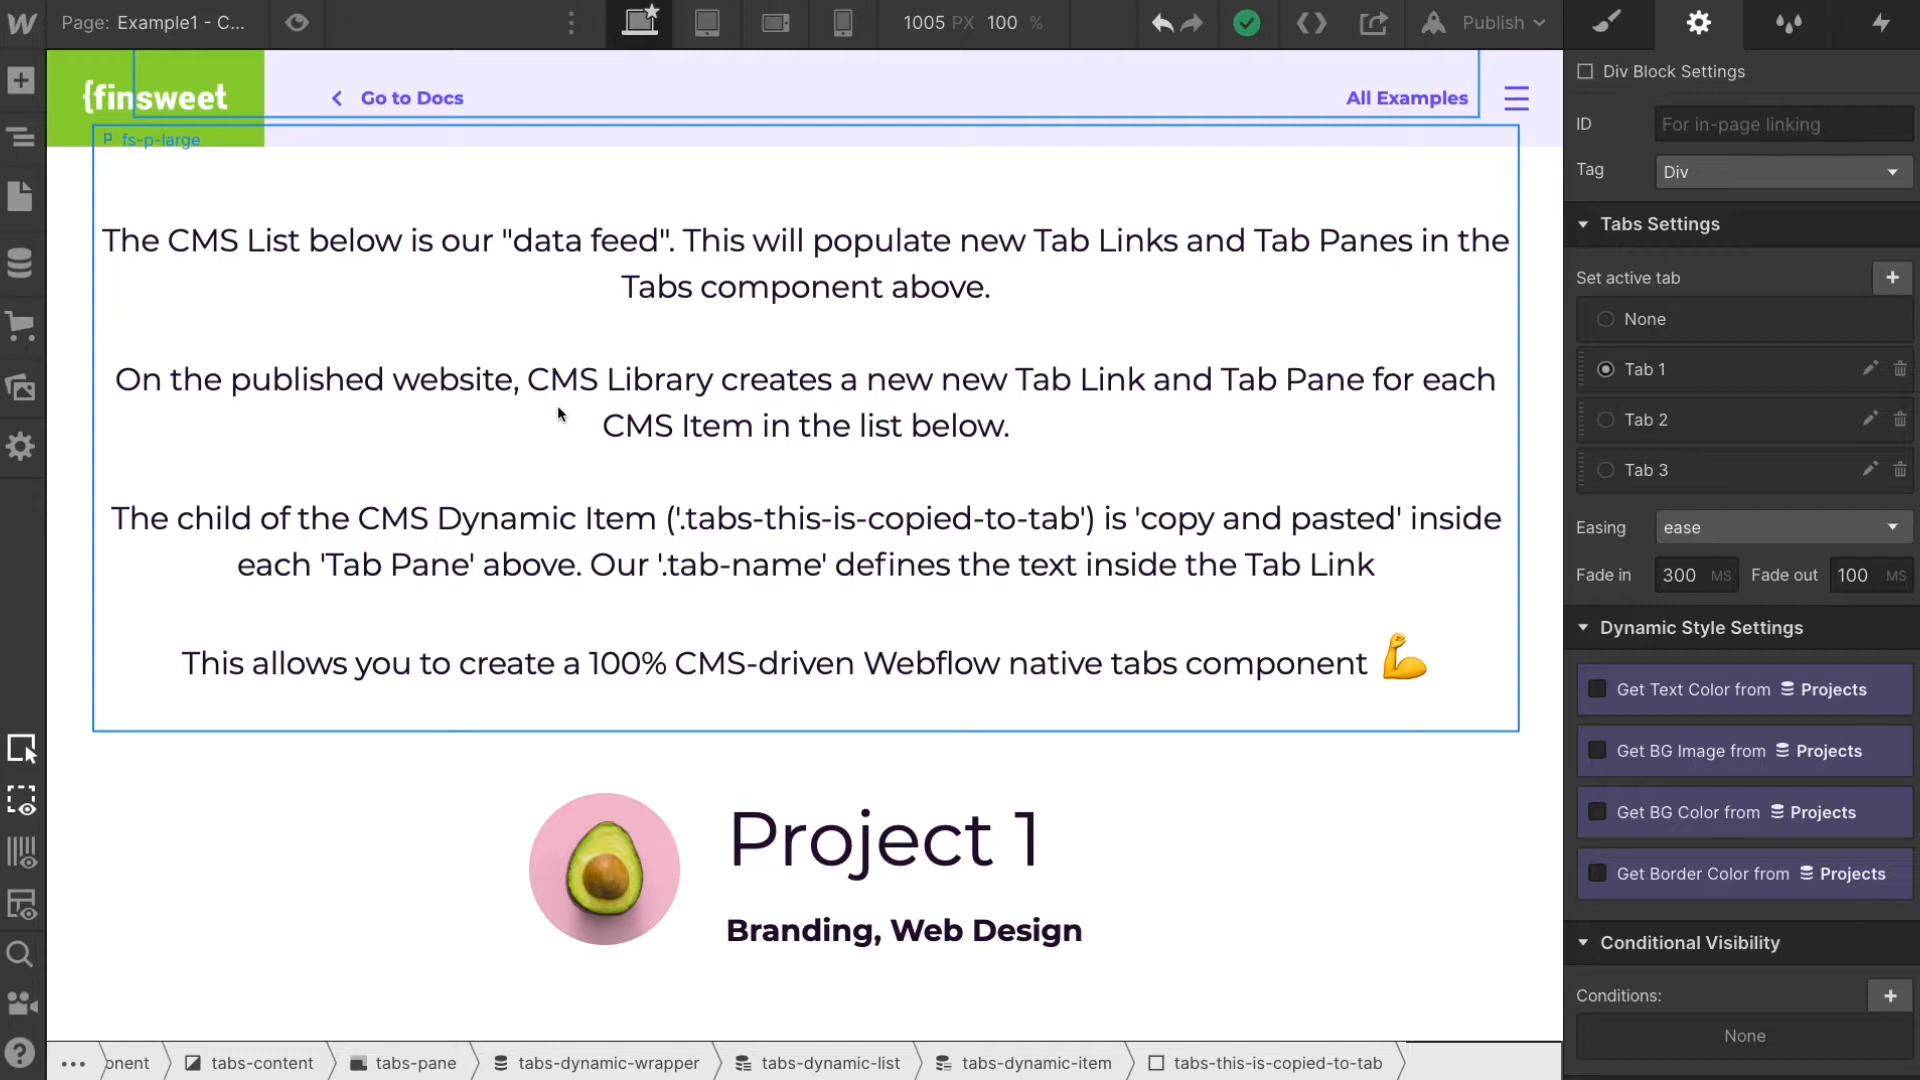 Page: Example1 - C...
1005 PX 100 %
Publish
{finsweet
Go to Docs
All Examples
fs-p-large
The CMS List below is our "data feed". This will populate new Tab Links and Tab Panes in the
Tabs component above.
On the published website, CMS Library creates a new new Tab Link and Tab Pane for each
CMS Item in the list below.
The child of the CMS Dynamic Item ('.tabs-this-is-copied-to-tab') is 'copy and pasted' inside
each 'Tab Pane' above. Our '.tab-name' defines the text inside the Tab Link
This allows you to create a 100% CMS-driven Webflow native tabs component 💪
Project 1
Branding, Web Design
... onent tabs-content tabs-pane tabs-dynamic-wrapper tabs-dynamic-list tabs-dynamic-item tabs-this-is-copied-to-tab
Div Block Settings
ID For in-page linking
Tag Div
Tabs Settings
Set active tab
None
Tab 1
Tab 2
Tab 3
Easing ease
Fade in 300 MS Fade out 100 MS
Dynamic Style Settings
Get Text Color from Projects
Get BG Image from Projects
Get BG Color from Projects
Get Border Color from Projects
Conditional Visibility
Conditions:
None